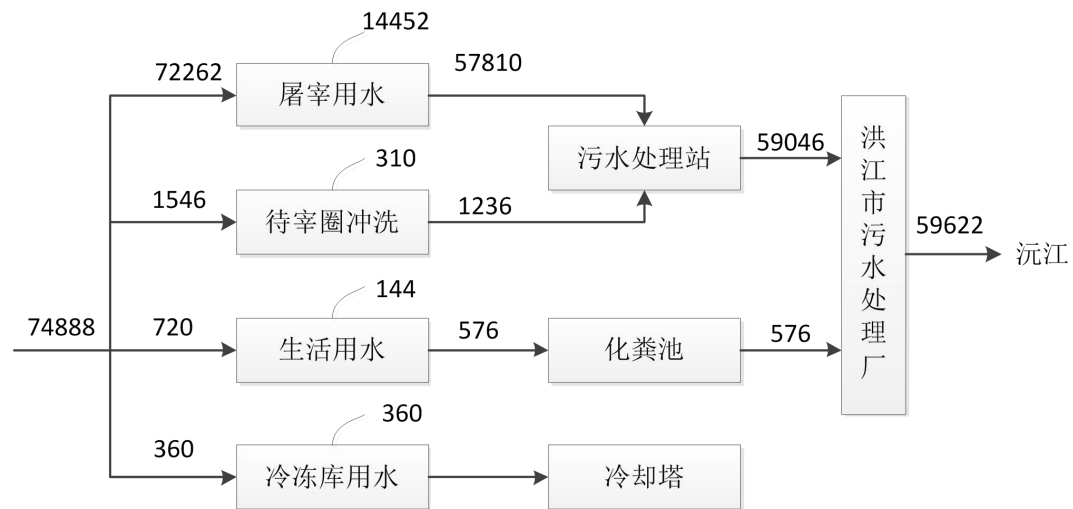 14452
72262
屠宰用水
57810
310
1546
待宰圈冲洗
1236
污水处理站
59046
74888
144
720
生活用水
576
化粪池
576
洪江市污水处理厂
59622
沅江
360
360
冷冻库用水
冷却塔